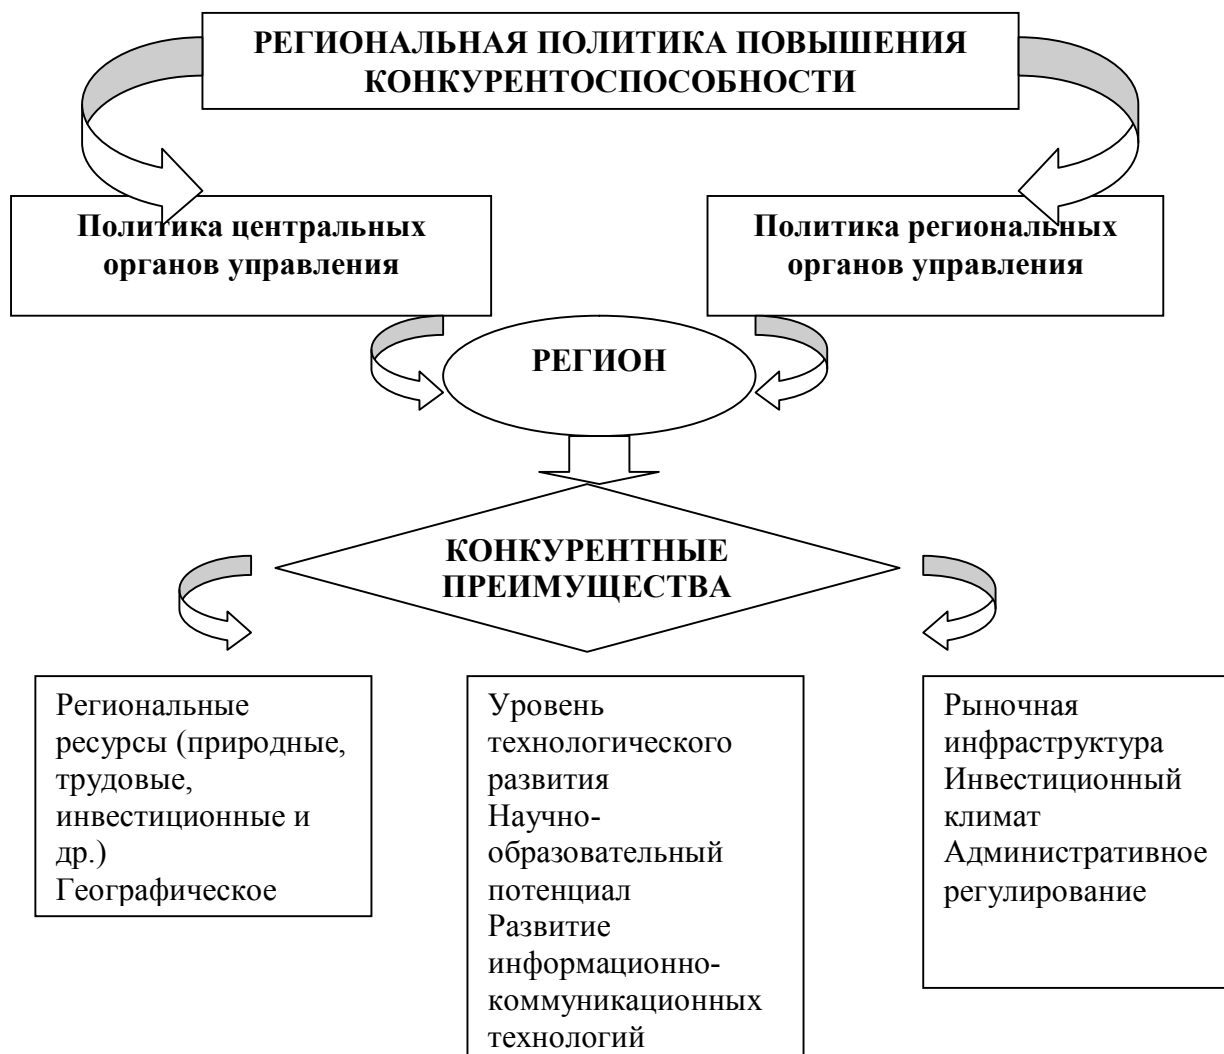 РЕГИОНАЛЬНАЯ ПОЛИТИКА ПОВЫШЕНИЯ
КОНКУРЕНТОСПОСОБНОСТИ
Политика центральных
органов управления
Политика региональных
органов управления
РЕГИОН
КОНКУРЕНТНЫЕ
ПРЕИМУЩЕСТВА
Региональные
ресурсы (природные,
трудовые,
инвестиционные и
др.)
Географическое
Уровень
технологического
развития
Научно-
образовательный
потенциал
Развитие
информационно-
коммуникационных
технологий
Рыночная
инфраструктура
Инвестиционный
климат
Административное
регулирование